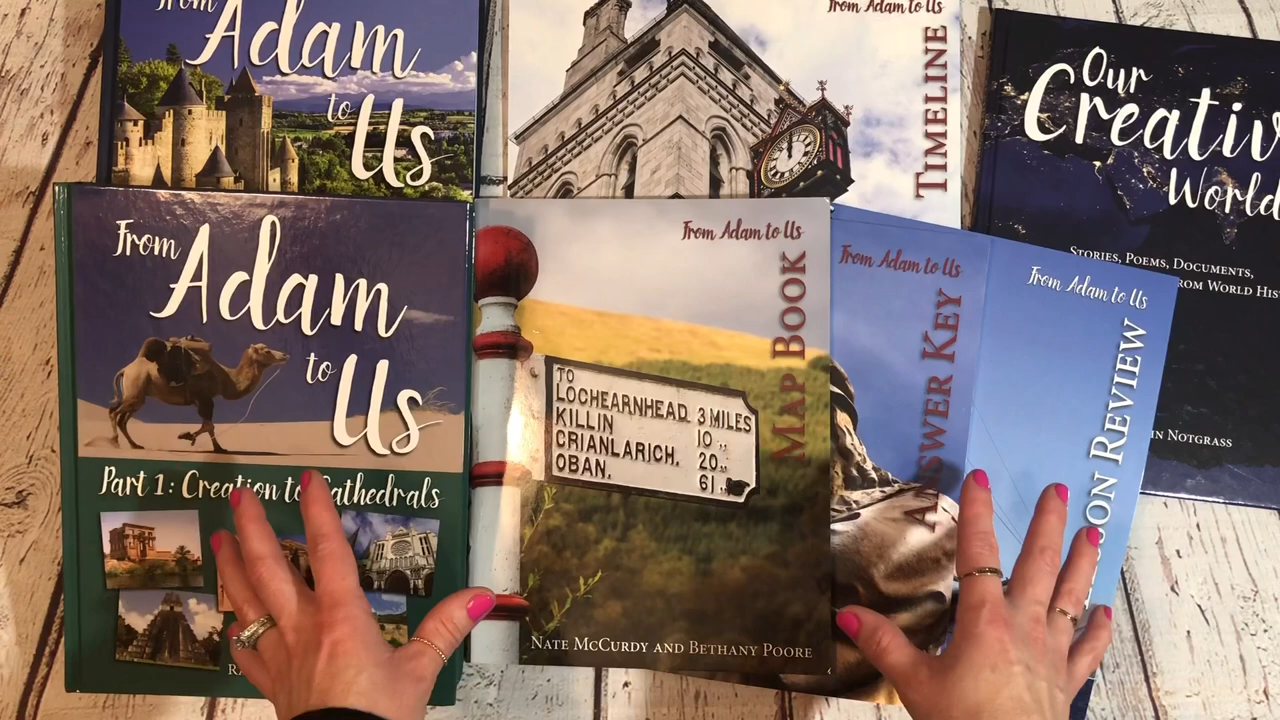 From
Adam
to
Us
From Adam to Us
TIMELINE
Our
Creativ
World
STORIES, POEMS, DOCUMENTS,
ROM WORLD HIS
IN NOTGRASS
From
Adam
to
Us
Part 1: Creation to Cathedrals
From Adam to Us
MAP BOOK
TO
LOCHEARNHEAD. 3 MILES
KILLIN 10 "
CRIANLARICH. 20 "
OBAN. 61 "
NATE MCCURDY AND BETHANY POORE
From Adam to Us
ANSWER KEY
From Adam to Us
SON REVIEW